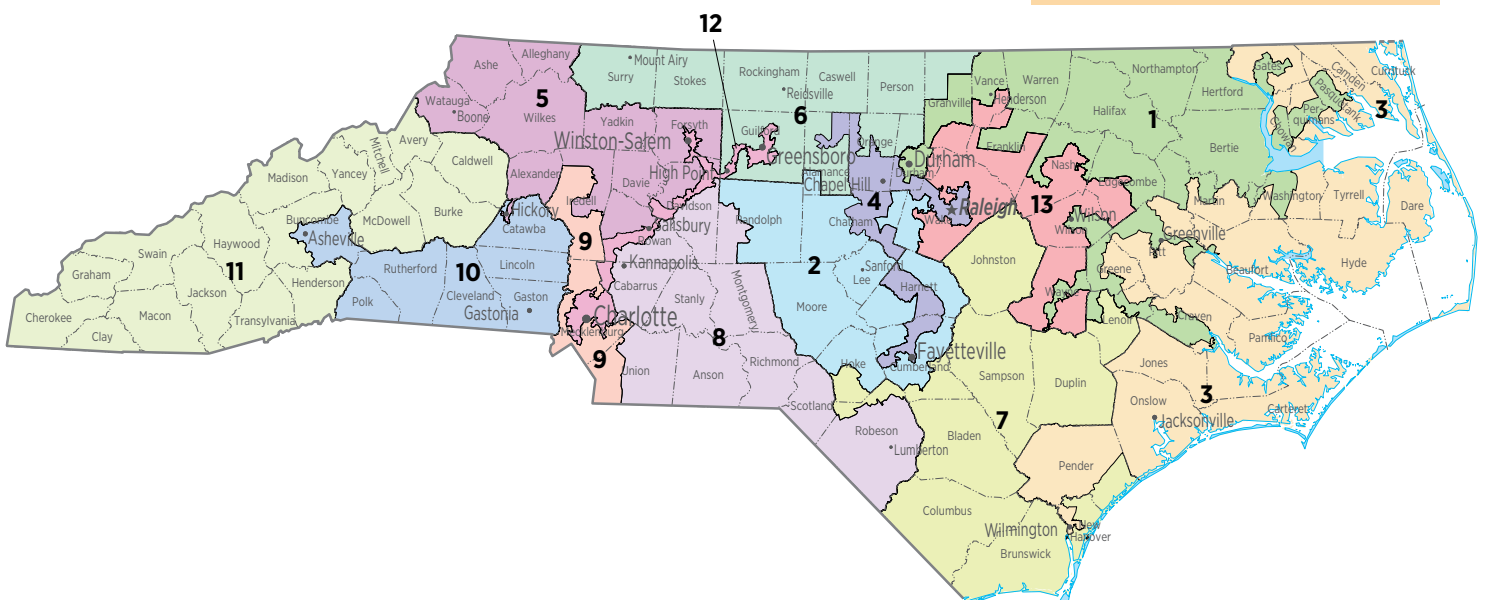 12
Alleghany
Ashe
Mount Airy
Surry
Stokes
Rockingham
Caswell
Person
Reidsville
Vance
Warren
Northampton
Gates
Camden
Currituck
Pasquotank
Hertford
Watauga
Boone
5
Wilkes
Yadkin
Forsyth
6
Guilford
Granville
Henderson
Halifax
1
Per-
quimans
3
Chowan
Mitchell
Avery
Winston-Salem
Greensboro
Orange
Durham
Durham
Franklin
Nash
Bertie
Caldwell
Madison
Yancey
Alexander
Davie
High Point
Alamance
Chapel Hill
Edgecombe
Iredell
Davidson
4
13
Martin
Washington
Tyrrell
Dare
Buncombe
McDowell
Burke
Hickory
Catawba
Randolph
Chatham
Wake
Raleigh
Wilson
Wilson
Asheville
Salisbury
Rowan
9
Greenville
Pitt
Haywood
Swain
11
Graham
Jackson
Henderson
Rutherford
10
Lincoln
Kannapolis
2
Sanford
Lee
Johnston
Greene
Beaufort
Hyde
Cabarrus
Montgomery
Harnett
Wayne
Cherokee
Macon
Clay
Transylvania
Polk
Cleveland
Gaston
Gastonia
Stanly
Moore
Charlotte
Mecklenburg
Lenoir
Craven
Pamlico
8
9
Union
Anson
Richmond
Hoke
Fayetteville
Cumberland
Sampson
Duplin
Jones
3
Onslow
Carteret
Jacksonville
Scotland
7
Robeson
Lumberton
Bladen
Pender
Columbus
Wilmington
New
Hanover
Brunswick